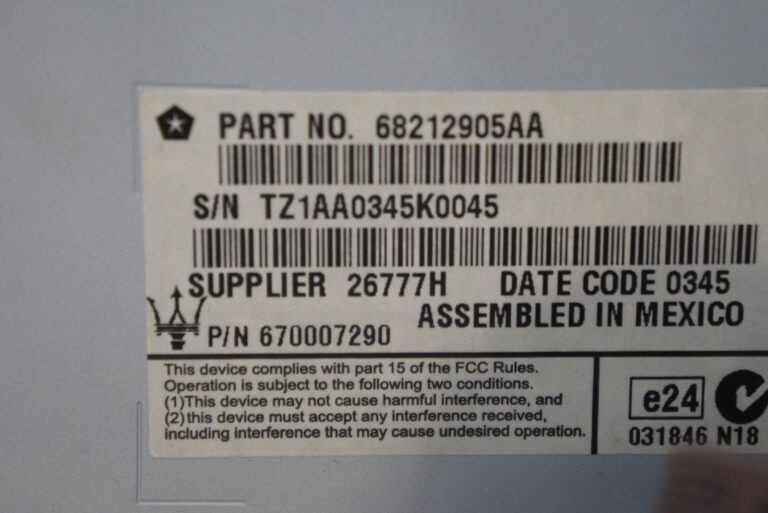 PART NO. 68212905AA
S/N TZ1AA0345K0045
SUPPLIER 26777H DATE CODE 0345
ASSEMBLED IN MEXICO
P/N 670007290
This device complies with part 15 of the FCC Rules.
Operation is subject to the following two conditions.
(1)This device may not cause harmful interference, and
(2)this device must accept any interference received,
including interference that may cause undesired operation.
e24
031846 N18